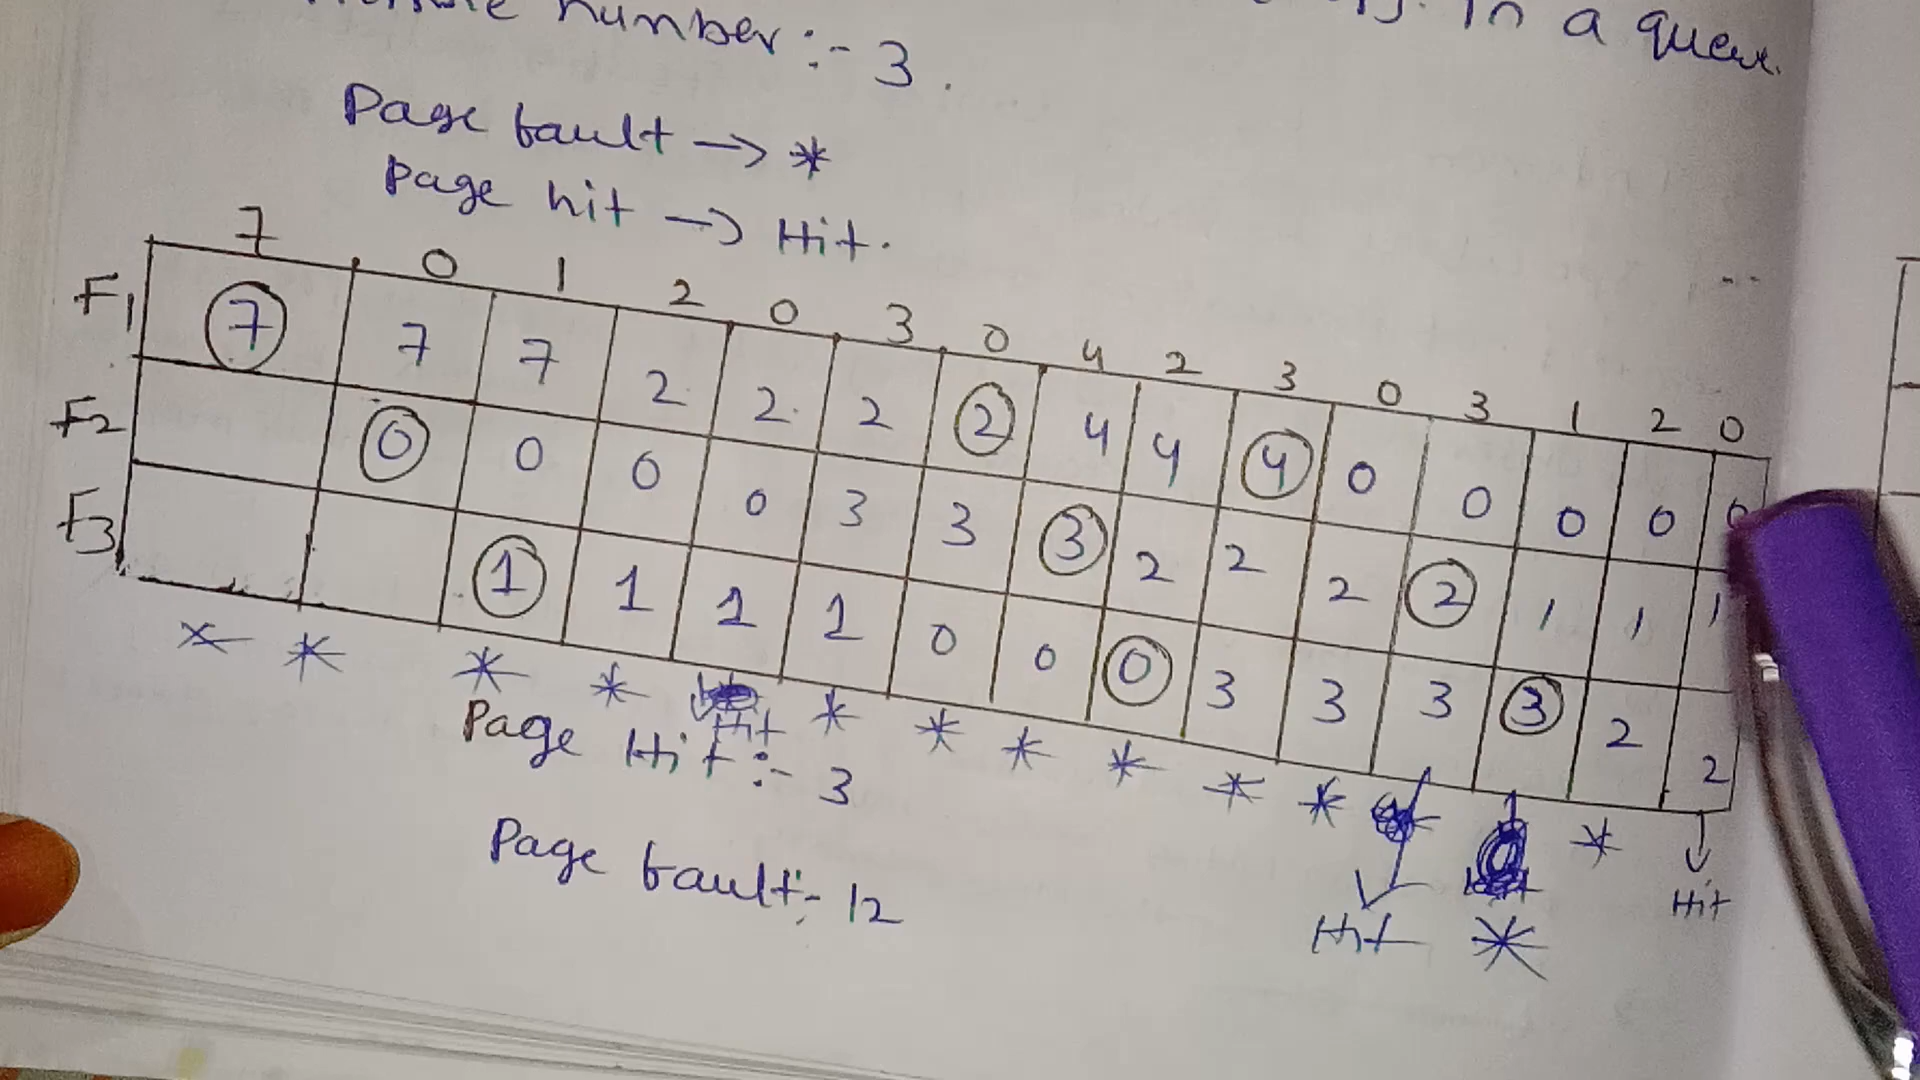 number :- 3.
in a queue.
Page fault → *
Page hit → Hit.
7 0 1 2 0 3 0 4 2 3 0 3 1 2 0
F1 7 7 7 2 2 2 2 4 4 4 0 0 0 0 0
F2 0 0 0 0 3 3 3 2 2 2 2 1 1 1
F3 1 1 1 1 0 0 0 3 3 3 3 2 2
* * * * Hit * * * * * * Hit * * Hit
Page Hit :- 3
Page fault :- 12